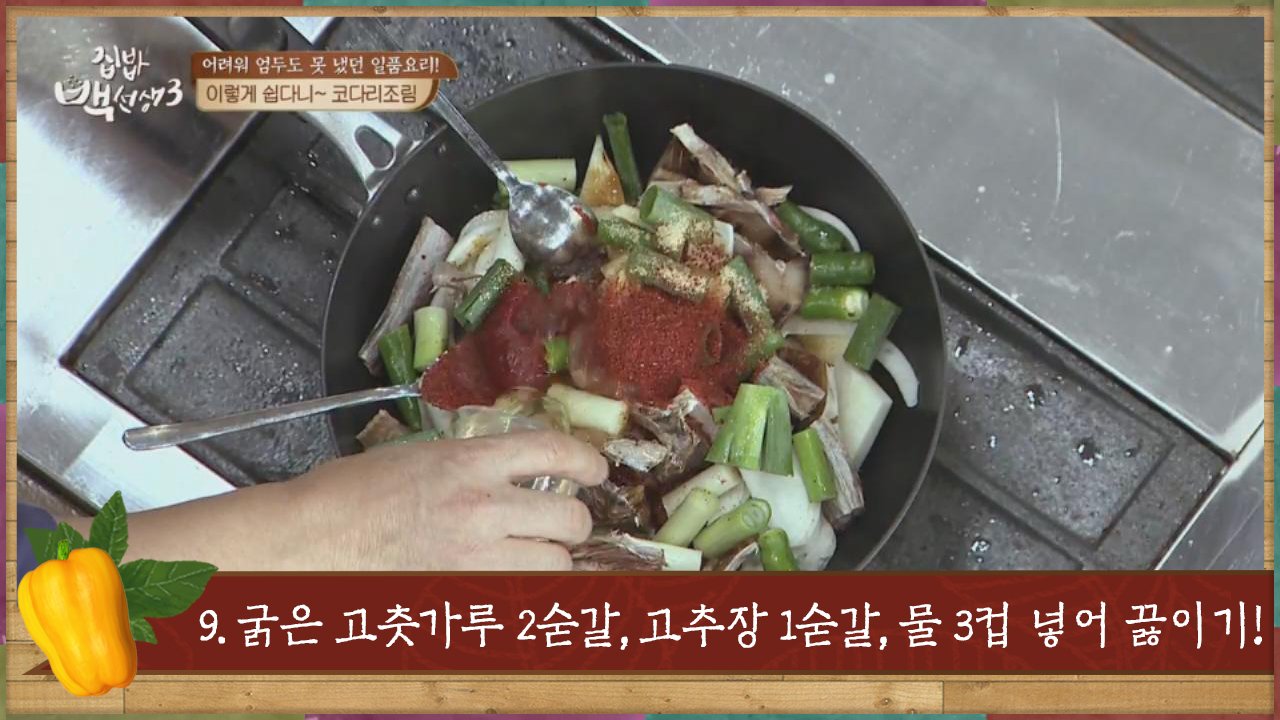 집밥
백선생3
어려워 엄두도 못 냈던 일품요리!
이렇게 쉽다니~ 코다리조림
9. 굵은 고춧가루 2숟갈, 고추장 1숟갈, 물 3컵 넣어 끓이기!